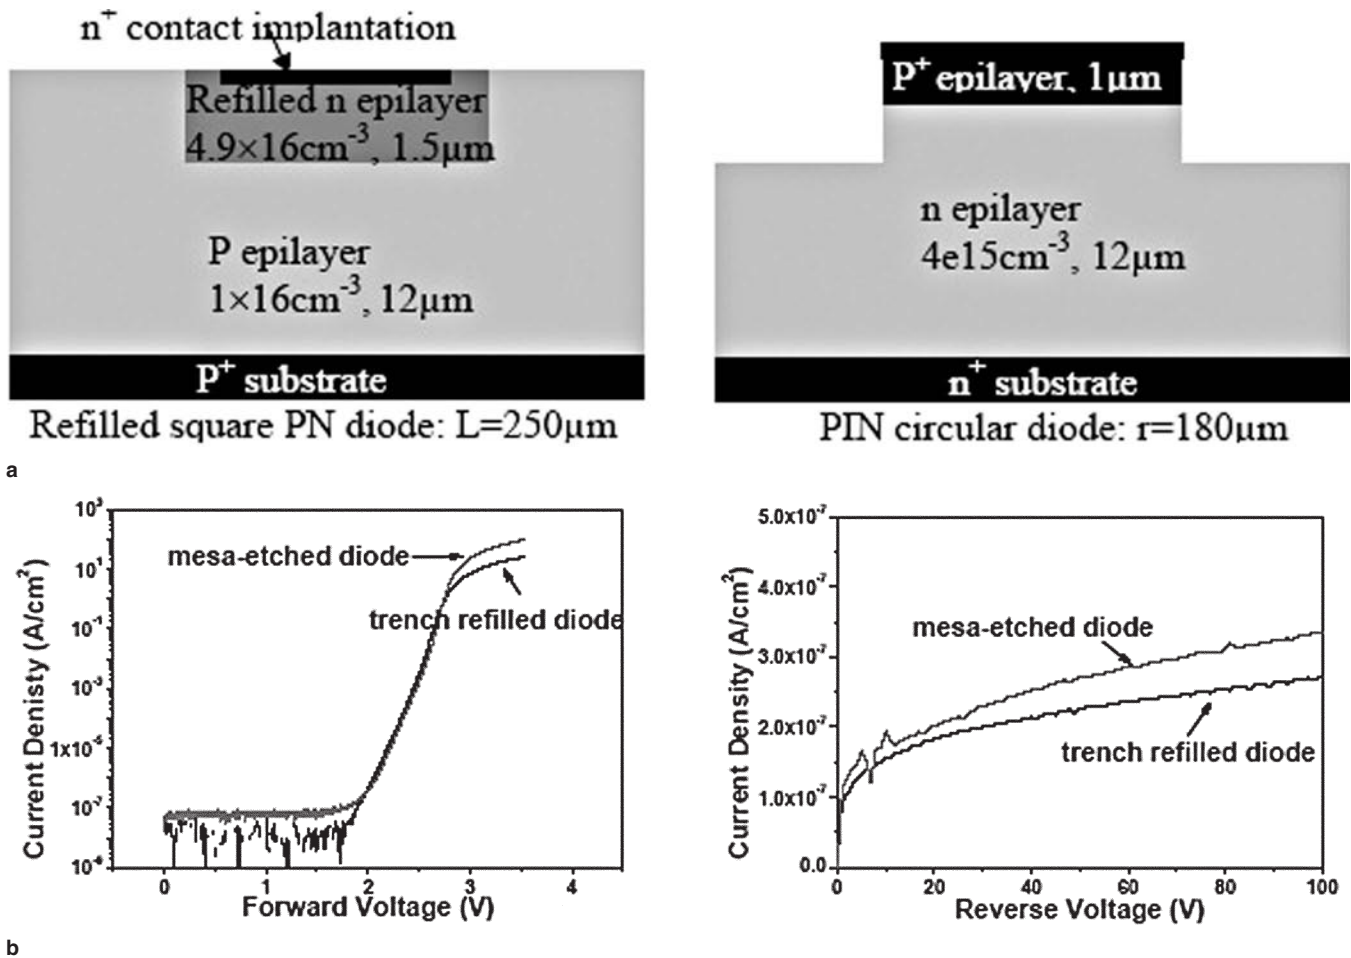 n⁺ contact implantation
Refilled n epilayer
4.9×16cm⁻³, 1.5μm
P epilayer
1×16cm⁻³, 12μm
P⁺ substrate
Refilled square PN diode: L=250μm
P⁺ epilayer, 1μm
n epilayer
4e15cm⁻³, 12μm
n⁺ substrate
PIN circular diode: r=180μm
a
10³
10¹
10⁻¹
10⁻³
1x10⁻⁵
10⁻⁷
Current Denisty (A/cm²)
mesa-etched diode
trench refilled diode
0 1 2 3 4
Forward Voltage (V)
5.0x10⁻⁷
4.0x10⁻⁷
3.0x10⁻⁷
2.0x10⁻⁷
1.0x10⁻⁷
0.0
Current Density (A/cm²)
mesa-etched diode
trench refilled diode
0 20 40 60 80 100
Reverse Voltage (V)
b